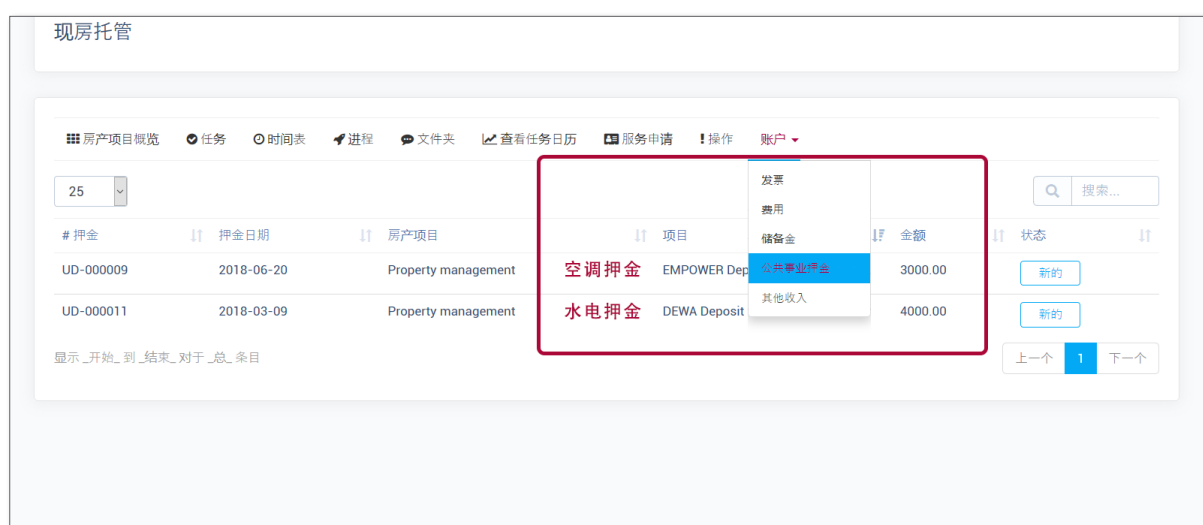 现房托管
房产项目概览 任务 时间表 进程 文件夹 查看任务日历 服务申请 操作 账户
25 发票 搜索...
费用
# 押金 押金日期 房产项目 项目 储备金 金额 状态
UD-000009 2018-06-20 Property management 空调押金 EMPOWER Dep 公共事业押金 3000.00 新的
其他收入
UD-000011 2018-03-09 Property management 水电押金 DEWA Deposit 4000.00 新的
显示 _开始_ 到 _结束_ 对于 _总_ 条目 上一个 1 下一个